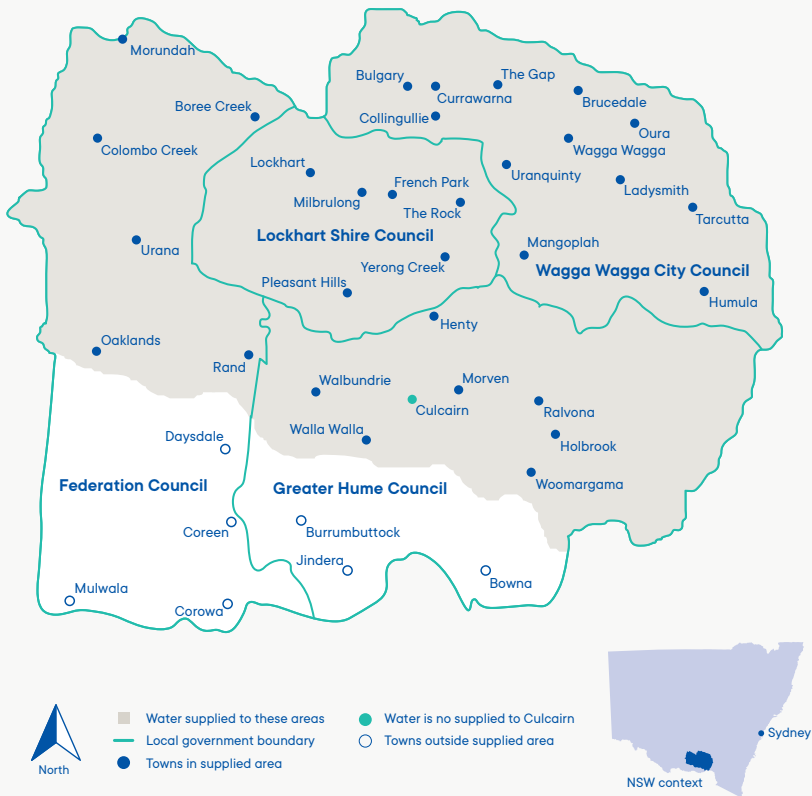 Morundah
Bulgary
The Gap
Currawarna
Brucedale
Boree Creek
Collingullie
Oura
Colombo Creek
Wagga Wagga
Lockhart
Uranquinty
French Park
Ladysmith
Milbrulong
The Rock
Tarcutta
Lockhart Shire Council
Mangoplah
Urana
Yerong Creek
Wagga Wagga City Council
Pleasant Hills
Humula
Henty
Oaklands
Rand
Walbundrie
Morven
Culcairn
Ralvona
Walla Walla
Daysdale
Holbrook
Federation Council
Greater Hume Council
Woomargama
Coreen
Burrumbuttock
Jindera
Bowna
Mulwala
Corowa
Water supplied to these areas
Local government boundary
Towns in supplied area
Water is no supplied to Culcairn
Towns outside supplied area
North
Sydney
NSW context